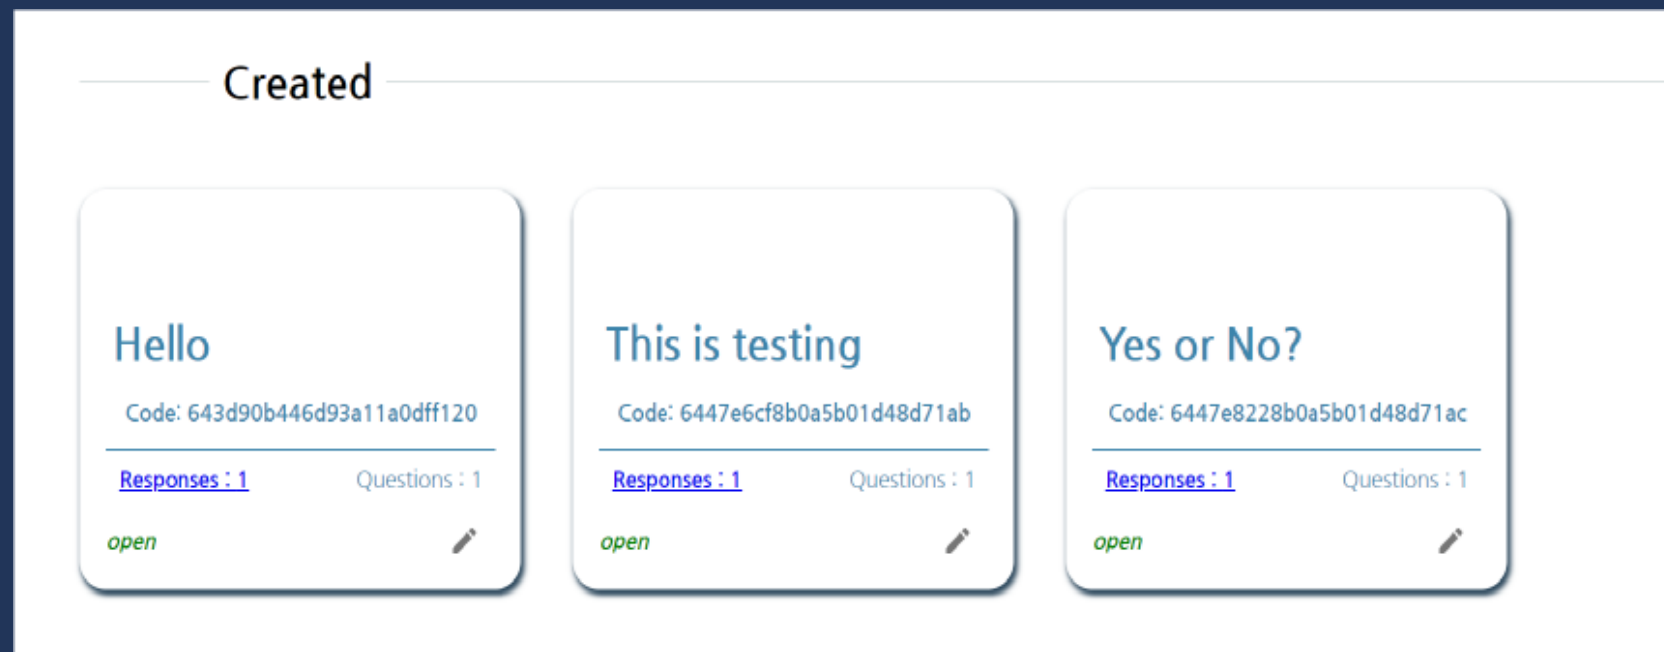 Created
Hello
Code: 643d90b446d93a11a0dff120
Responses : 1
Questions : 1
open
This is testing
Code: 6447e6cf8b0a5b01d48d71ab
Responses : 1
Questions : 1
open
Yes or No?
Code: 6447e8228b0a5b01d48d71ac
Responses : 1
Questions : 1
open